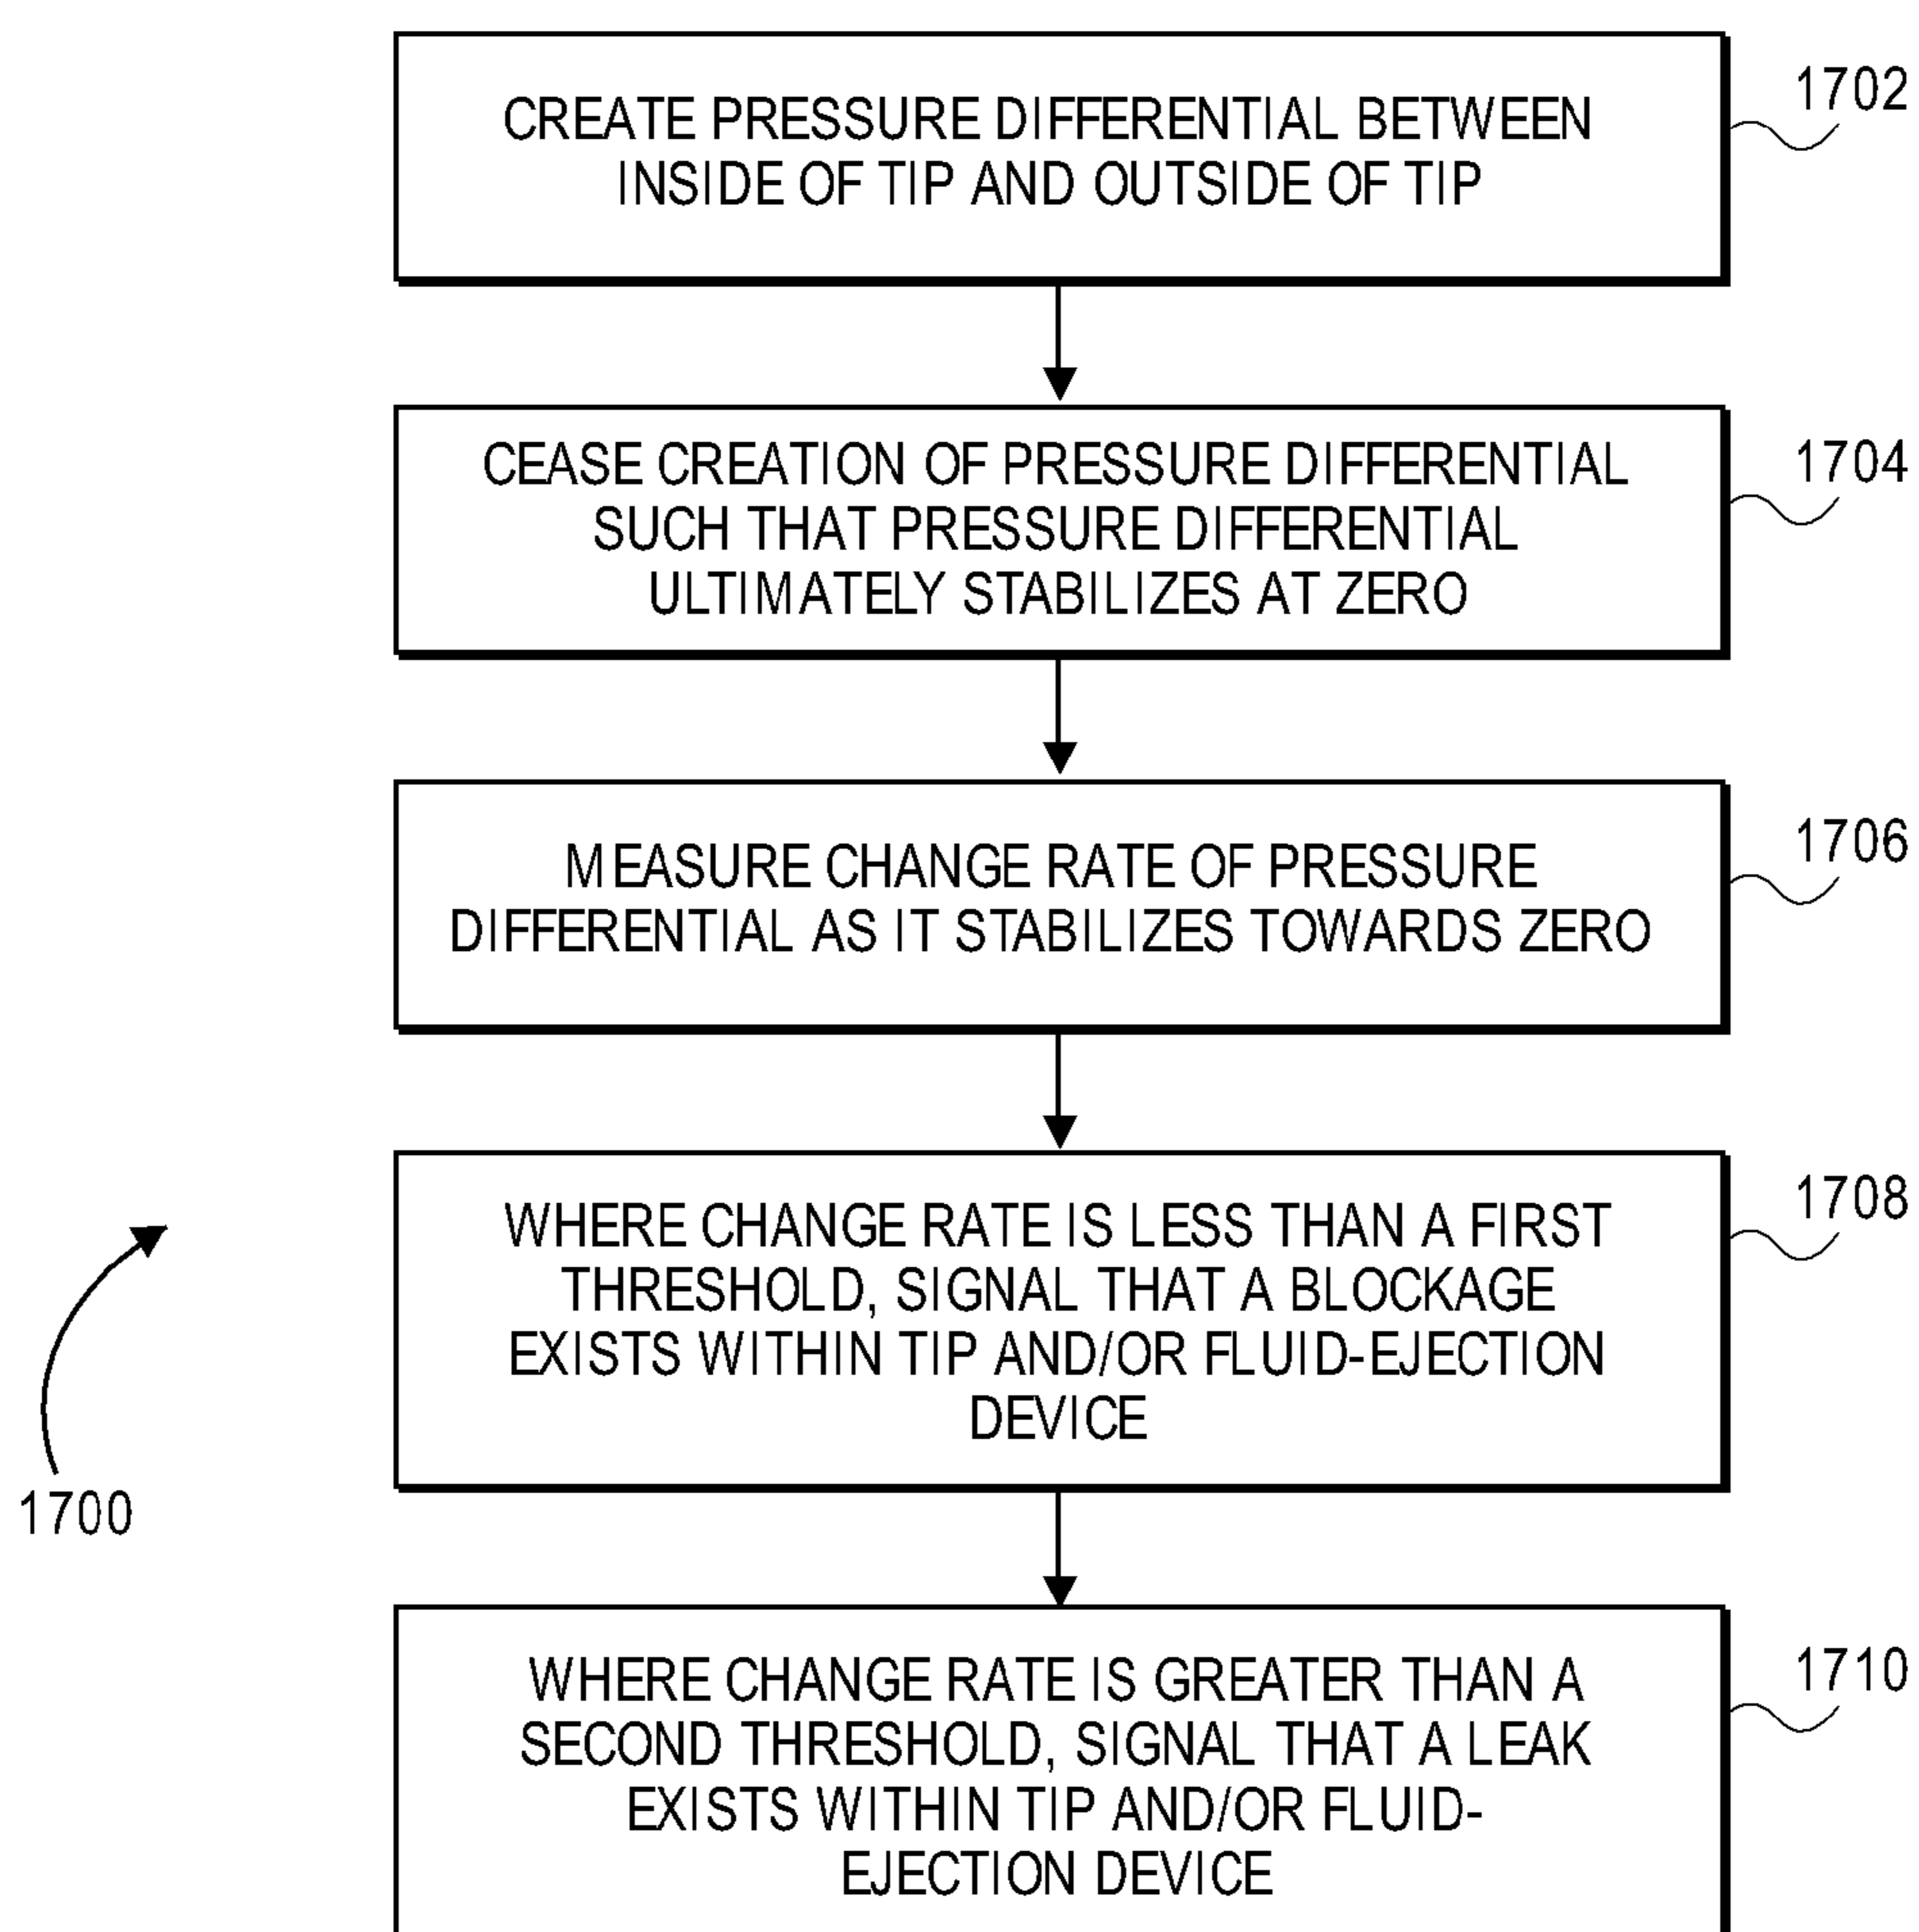 CREATE PRESSURE DIFFERENTIAL BETWEEN
INSIDE OF TIP AND OUTSIDE OF TIP
1702
CEASE CREATION OF PRESSURE DIFFERENTIAL
SUCH THAT PRESSURE DIFFERENTIAL
ULTIMATELY STABILIZES AT ZERO
1704
MEASURE CHANGE RATE OF PRESSURE
DIFFERENTIAL AS IT STABILIZES TOWARDS ZERO
1706
WHERE CHANGE RATE IS LESS THAN A FIRST
THRESHOLD, SIGNAL THAT A BLOCKAGE
EXISTS WITHIN TIP AND/OR FLUID-EJECTION
DEVICE
1708
1700
WHERE CHANGE RATE IS GREATER THAN A
SECOND THRESHOLD, SIGNAL THAT A LEAK
EXISTS WITHIN TIP AND/OR FLUID-
EJECTION DEVICE
1710